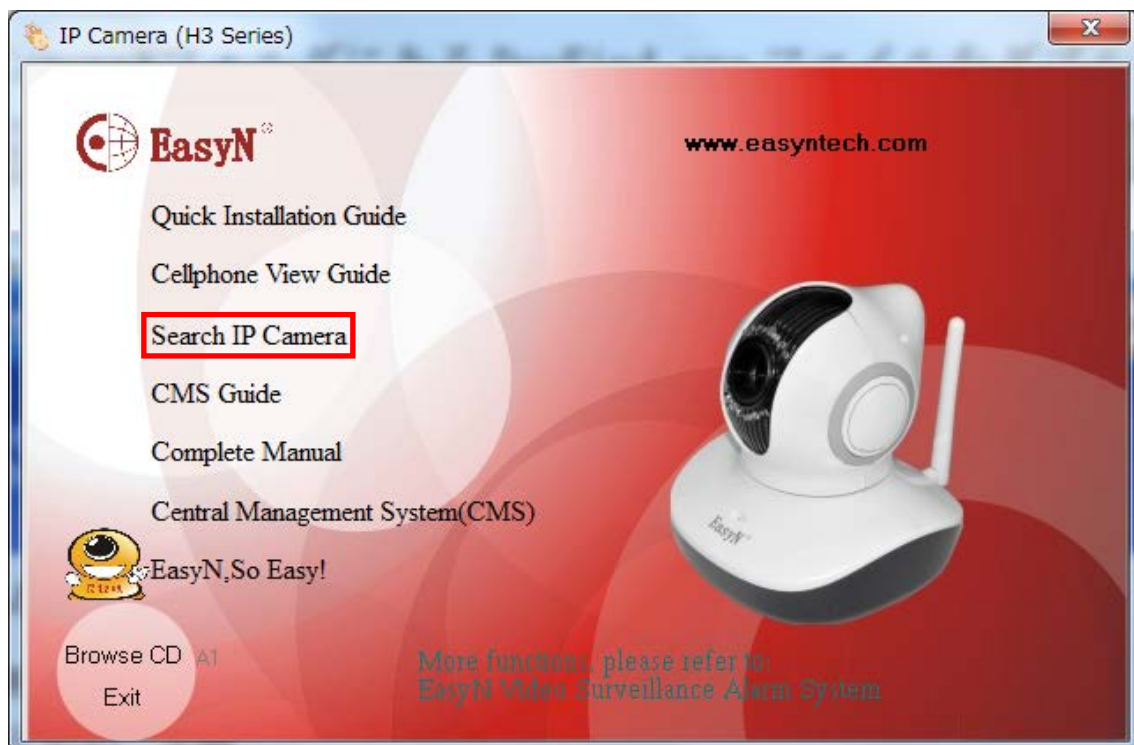 IP Camera (H3 Series)
EasyN®
www.easyntech.com
Quick Installation Guide
Cellphone View Guide
Search IP Camera
CMS Guide
Complete Manual
Central Management System(CMS)
EasyN,So Easy!
EasyN
Browse CD A1
Exit
More functions, please refer to:
EasyN Video Surveillance Alarm System